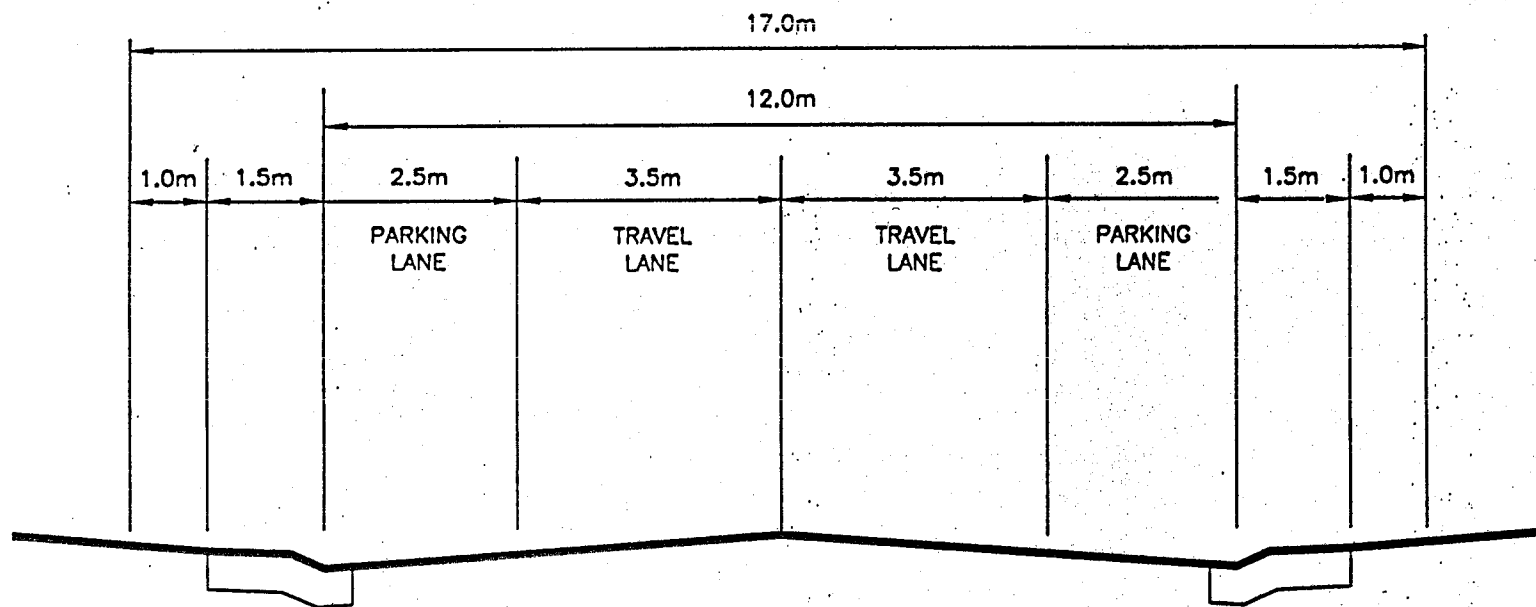 17.0m
12.0m
1.0m 1.5m 2.5m 3.5m 3.5m 2.5m 1.5m 1.0m
PARKING LANE TRAVEL LANE TRAVEL LANE PARKING LANE